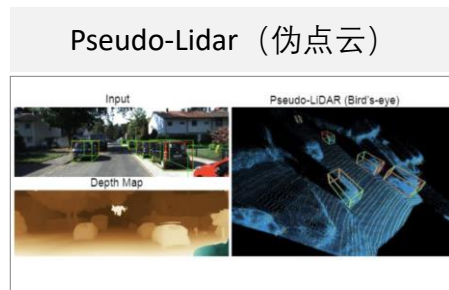 Pseudo-Lidar（伪点云）
Input
Pseudo-LiDAR (Bird's-eye)
Depth Map